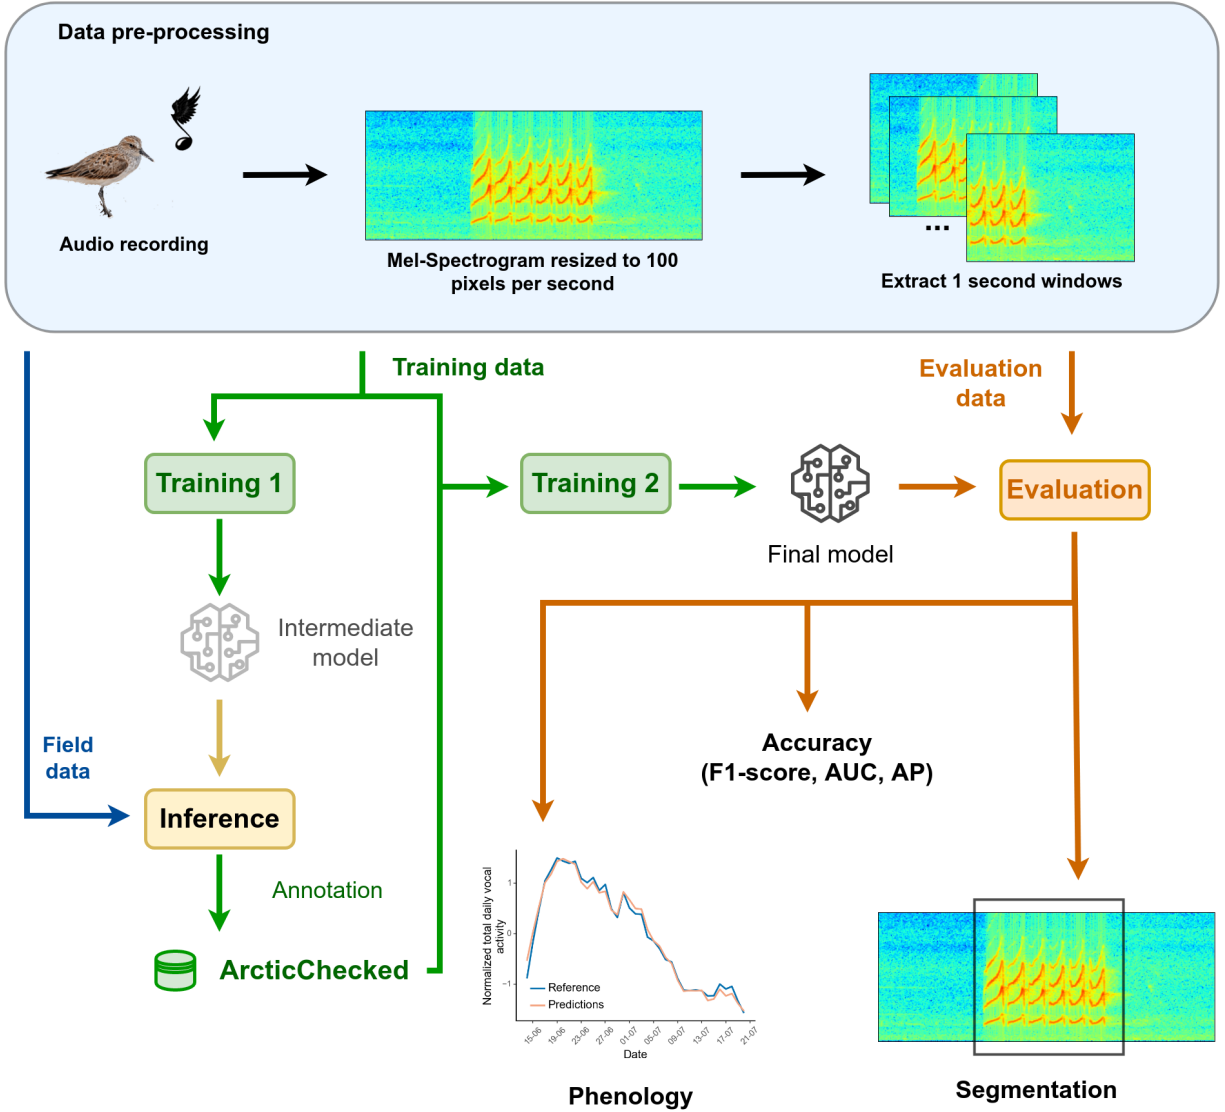 Data pre-processing
Audio recording
Mel-Spectrogram resized to 100
pixels per second
...
Extract 1 second windows
Training data
Evaluation
data
Training 1
Training 2
Evaluation
Final model
Intermediate
model
Field
data
Accuracy
(F1-score, AUC, AP)
Inference
Annotation
ArcticChecked
Normalized total daily vocal
activity
1
0
−1
Reference
Predictions
15-06
19-06
23-06
27-06
01-07
05-07
09-07
13-07
17-07
21-07
Date
Phenology
Segmentation